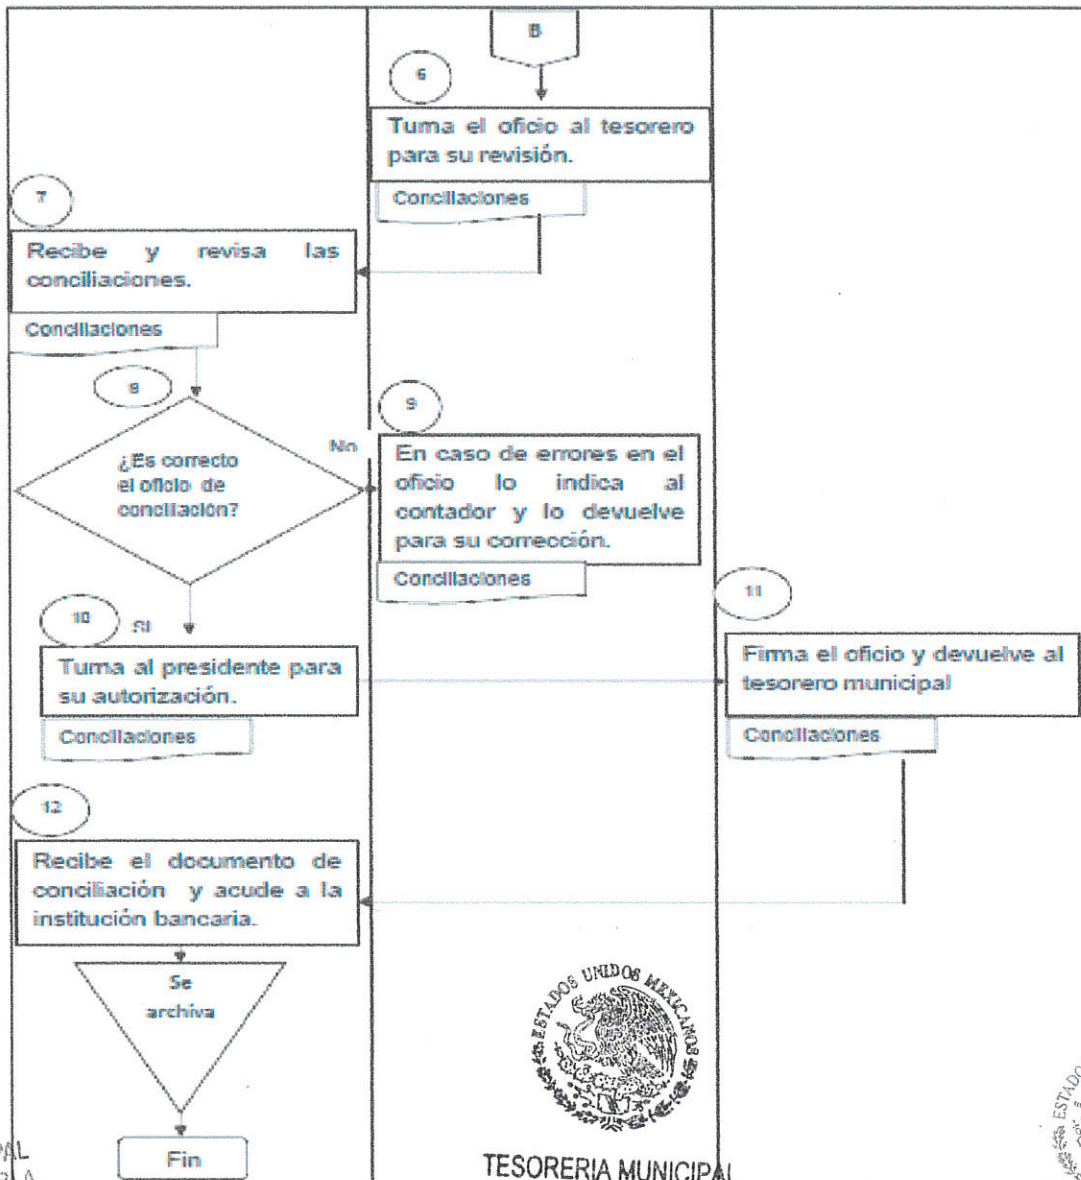 B
6
Turna el oficio al tesorero
para su revisión.
Conciliaciones
7
Recibe y revisa las
conciliaciones.
Conciliaciones
8
¿Es correcto
el oficio de
conciliación?
No
9
En caso de errores en el
oficio lo indica al
contador y lo devuelve
para su corrección.
Conciliaciones
10
SI
Turna al presidente para
su autorización.
Conciliaciones
11
Firma el oficio y devuelve al
tesorero municipal
Conciliaciones
12
Recibe el documento de
conciliación y acude a la
institución bancaria.
Se
archiva
Fin
ESTADOS UNIDOS MEXICANOS
TESORERIA MUNICIPAL
ESTADO